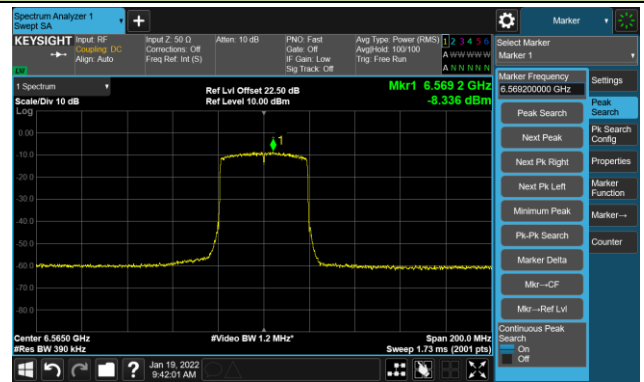 Spectrum Analyzer 1
Swept SA
Marker
KEYSIGHT
Input: RF
Coupling: DC
Align: Auto
Input Z: 50 Ω
Corrections: Off
Freq Ref: Int (S)
Atten: 10 dB
PNO: Fast
Gate: Off
IF Gain: Low
Sig Track: Off
Avg Type: Power (RMS)
Avg|Hold: 100/100
Trig: Free Run
1 2 3 4 5 6
A W W W W W
A N N N N N
LXI
1 Spectrum
Scale/Div 10 dB
Log
Ref Lvl Offset 22.50 dB
Ref Level 10.00 dBm
Mkr1 6.569 2 GHz
-8.336 dBm
1
0.00
-10.0
-20.0
-30.0
-40.0
-50.0
-60.0
-70.0
-80.0
Center 6.5650 GHz
#Res BW 390 kHz
#Video BW 1.2 MHz*
Span 200.0 MHz
Sweep 1.73 ms (2001 pts)
Select Marker
Marker 1
Marker Frequency
6.569200000 GHz
Peak Search
Next Peak
Next Pk Right
Next Pk Left
Minimum Peak
Pk-Pk Search
Marker Delta
Mkr→CF
Mkr→Ref Lvl
Continuous Peak
Search
On
Off
Settings
Peak
Search
Pk Search
Config
Properties
Marker
Function
Marker→
Counter
Jan 19, 2022
9:42:01 AM